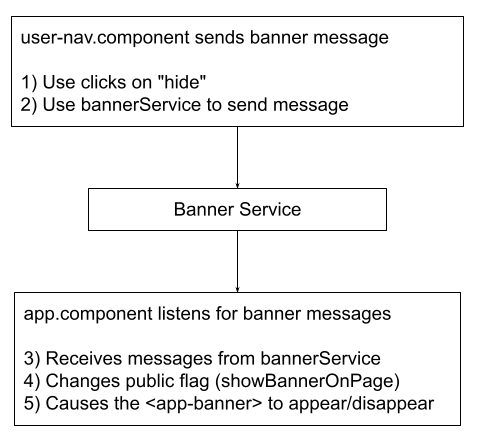 user-nav.component sends banner message
1) Use clicks on "hide"
2) Use bannerService to send message
Banner Service
app.component listens for banner messages
3) Receives messages from bannerService
4) Changes public flag (showBannerOnPage)
5) Causes the <app-banner> to appear/disappear